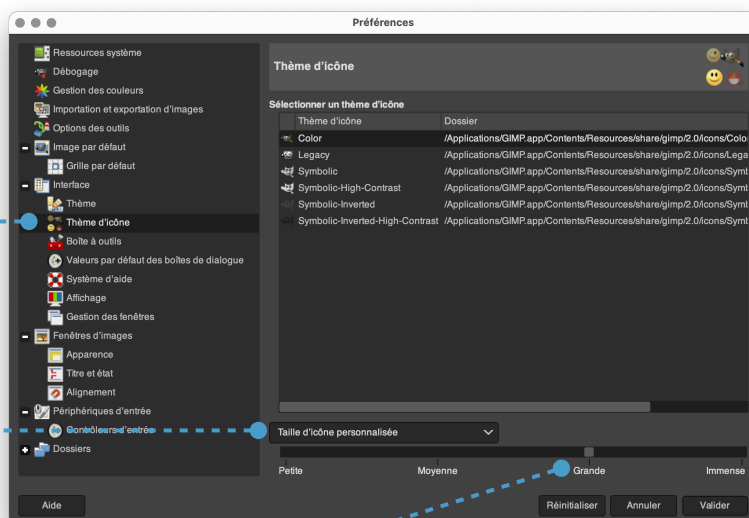 Préférences
Ressources système
Débogage
Gestion des couleurs
Importation et exportation d'images
Options des outils
Image par défaut
Grille par défaut
Interface
Thème
Thème d'icône
Boîte à outils
Valeurs par défaut des boîtes de dialogue
Système d'aide
Affichage
Gestion des fenêtres
Fenêtres d'images
Apparence
Titre et état
Alignement
Périphériques d'entrée
Contrôleurs d'entrée
Dossiers
Thème d'icône
Sélectionner un thème d'icône
Thème d'icône Dossier
Color /Applications/GIMP.app/Contents/Resources/share/gimp/2.0/icons/Colo
Legacy /Applications/GIMP.app/Contents/Resources/share/gimp/2.0/icons/Lega
Symbolic /Applications/GIMP.app/Contents/Resources/share/gimp/2.0/icons/Symb
Symbolic-High-Contrast /Applications/GIMP.app/Contents/Resources/share/gimp/2.0/icons/Symb
Symbolic-Inverted /Applications/GIMP.app/Contents/Resources/share/gimp/2.0/icons/Symb
Symbolic-Inverted-High-Contrast /Applications/GIMP.app/Contents/Resources/share/gimp/2.0/icons/Symb
Taille d'icône personnalisée
Petite Moyenne Grande Immense
Aide Réinitialiser Annuler Valider